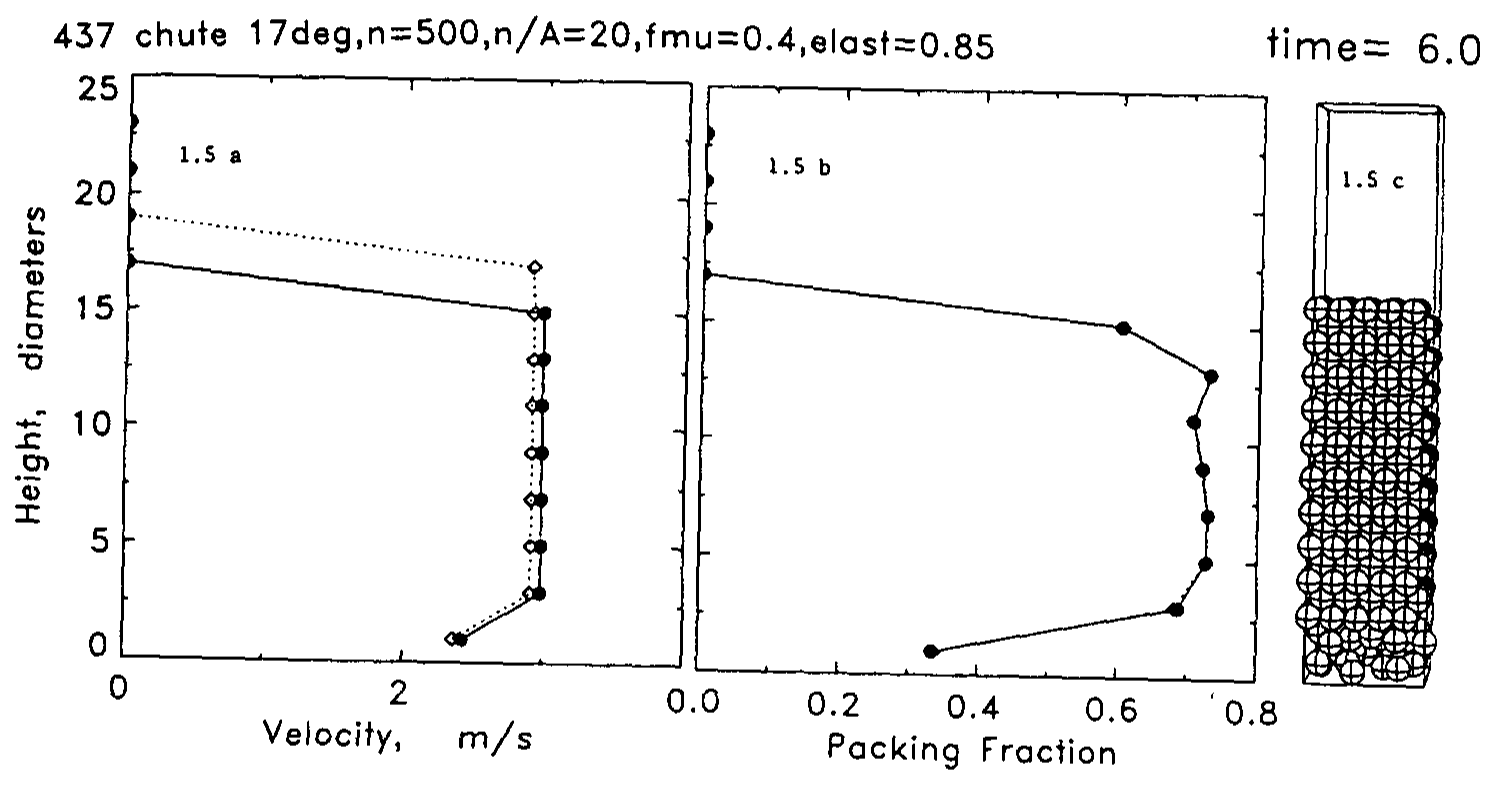 437 chute 17deg,n=500,n/A=20,fmu=0.4,elast=0.85
time= 6.0
25
20
15
10
5
0
Height, diameters
1.5 a
0
2
Velocity, m/s
1.5 b
0.0
0.2
0.4
0.6
0.8
Packing Fraction
1.5 c